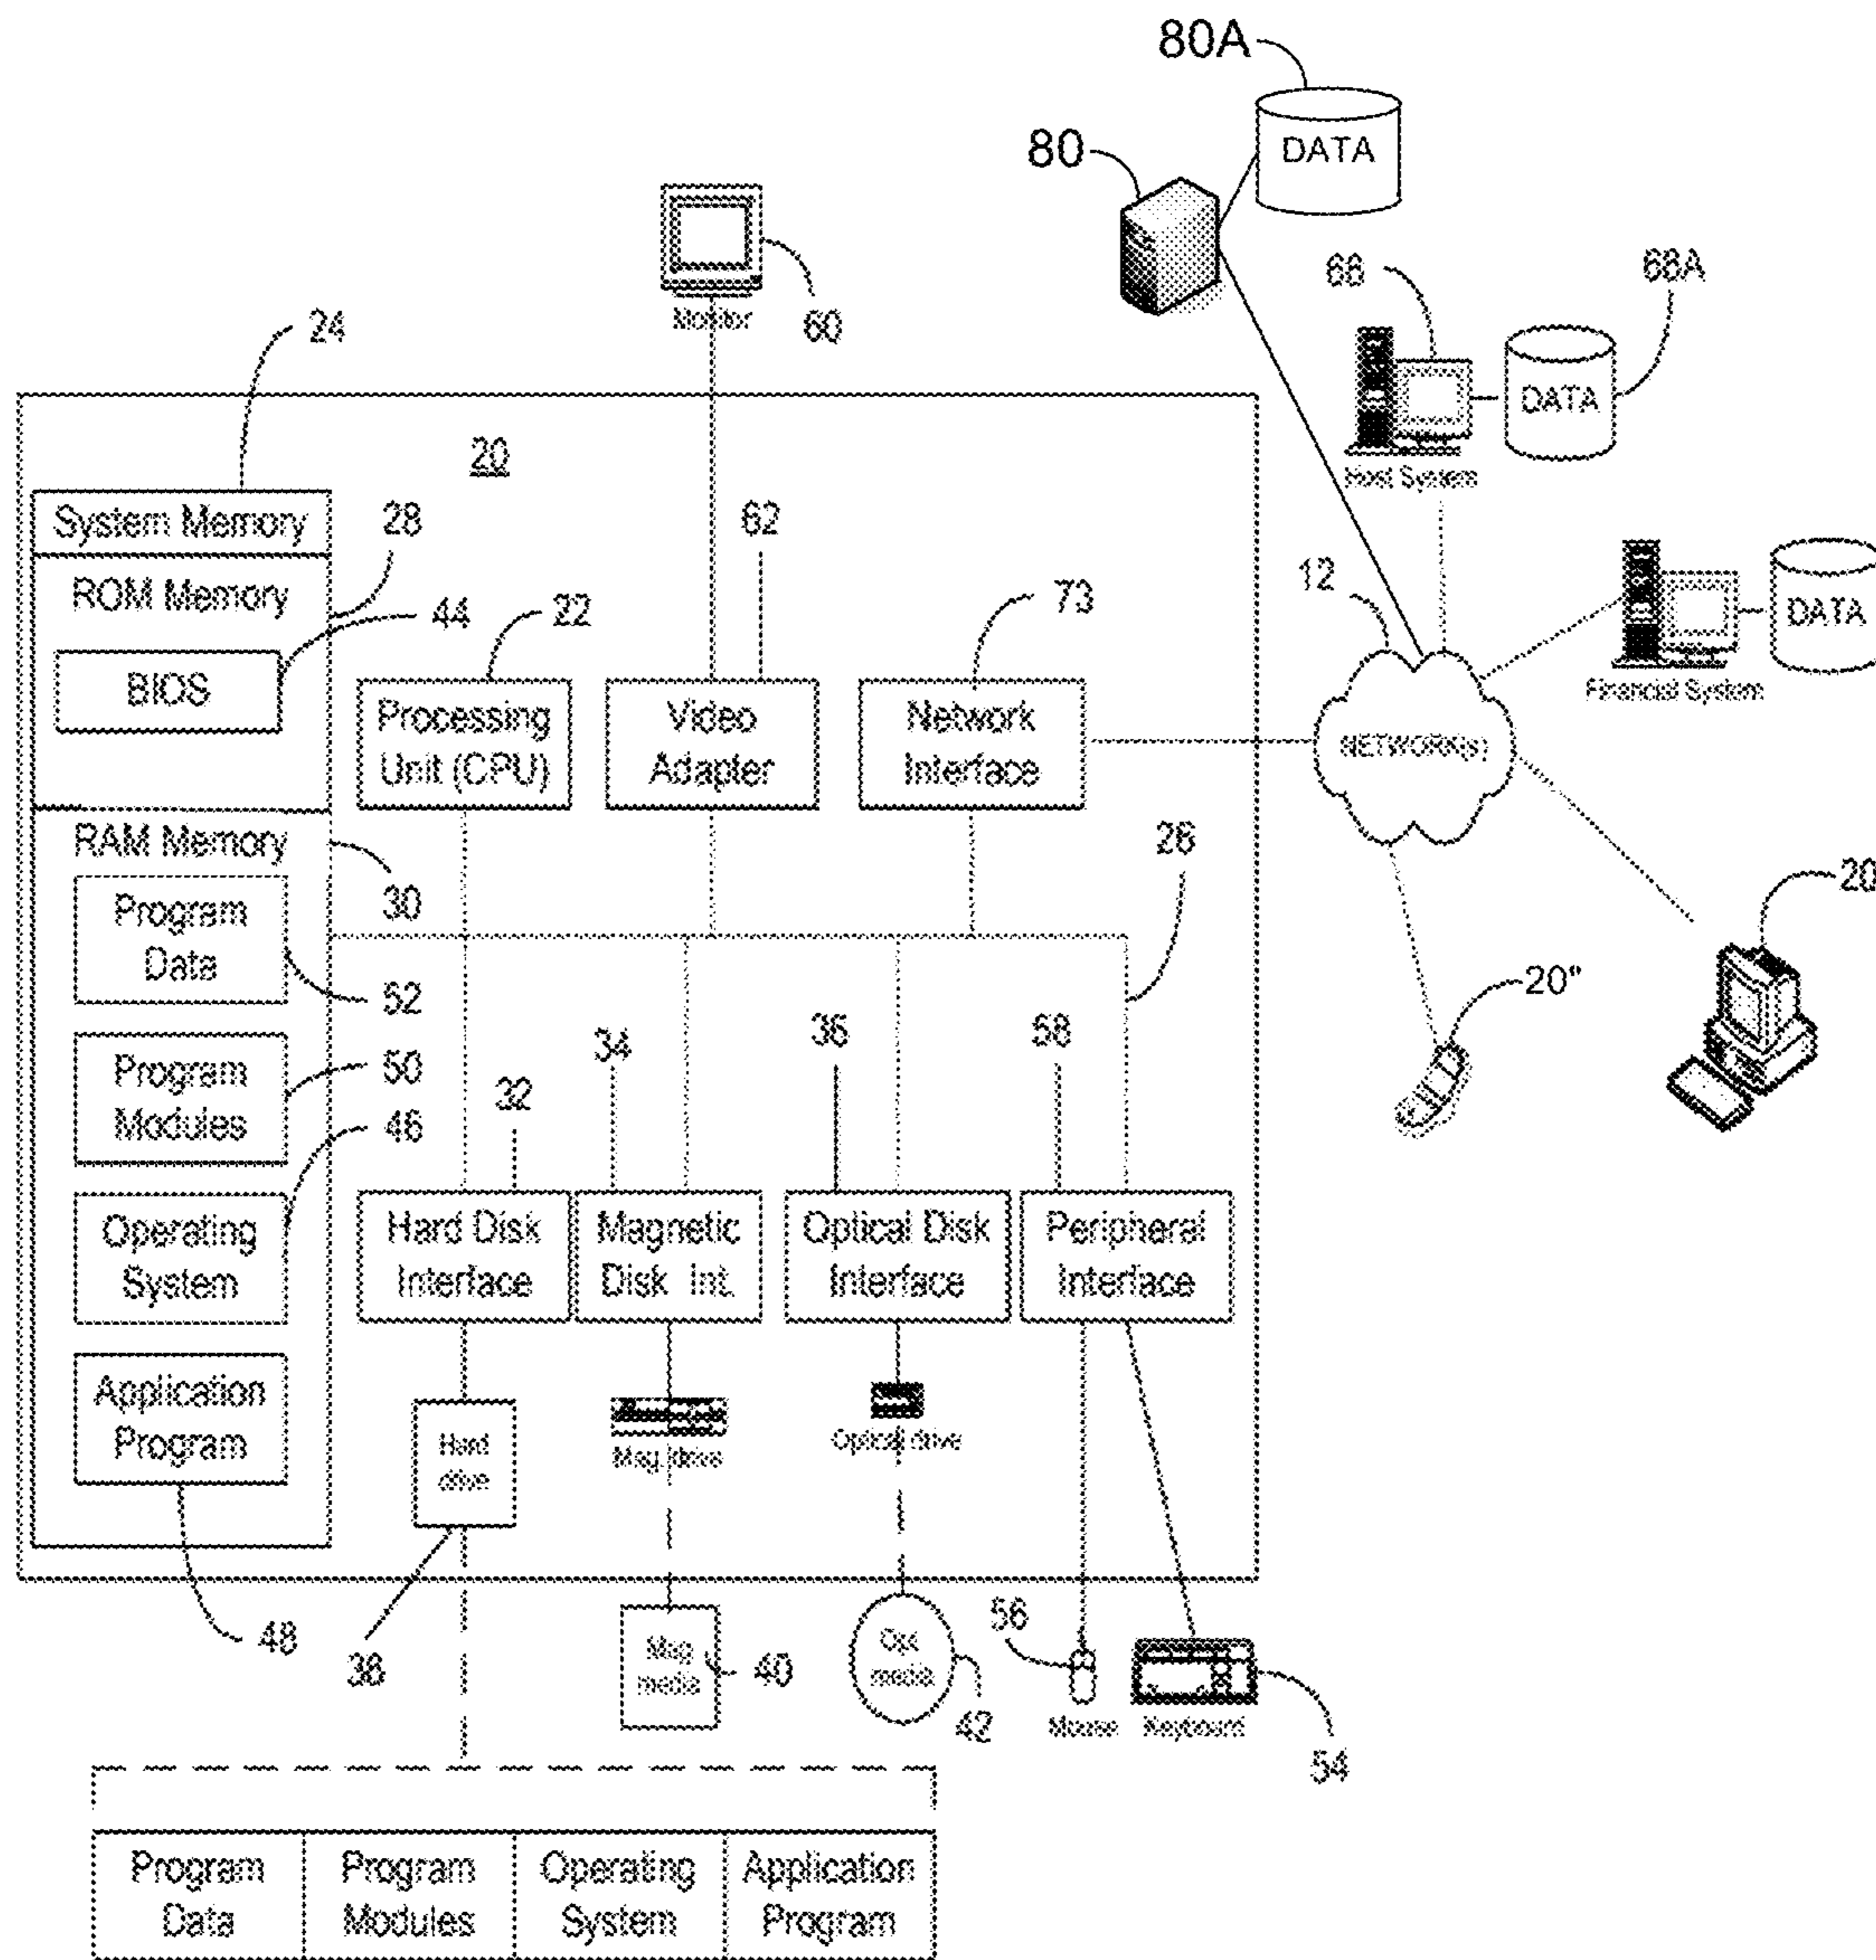 80A
DATA
80
68
68A
DATA
Host System
Monitor
60
24
20
System Memory
28
62
ROM Memory
44
22
73
12
DATA
Financial System
BIOS
Processing
Unit (CPU)
Video
Adapter
Network
Interface
NETWORK(s)
RAM Memory
30
26
20
Program
Data
52
20"
Program
Modules
50
34
36
58
32
46
Operating
System
Hard Disk
Interface
Magnetic
Disk Int.
Optical Disk
Interface
Peripheral
Interface
Application
Program
Hard
drive
Mag. drive
Optical drive
48
38
Mag
media
40
Opt
media
42
56
Mouse
Keyboard
54
Program
Data
Program
Modules
Operating
System
Application
Program